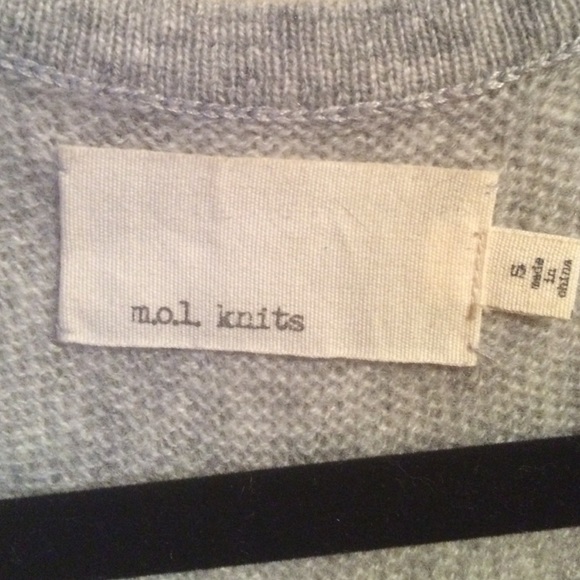 m.o.l. knits
S
made
in
china